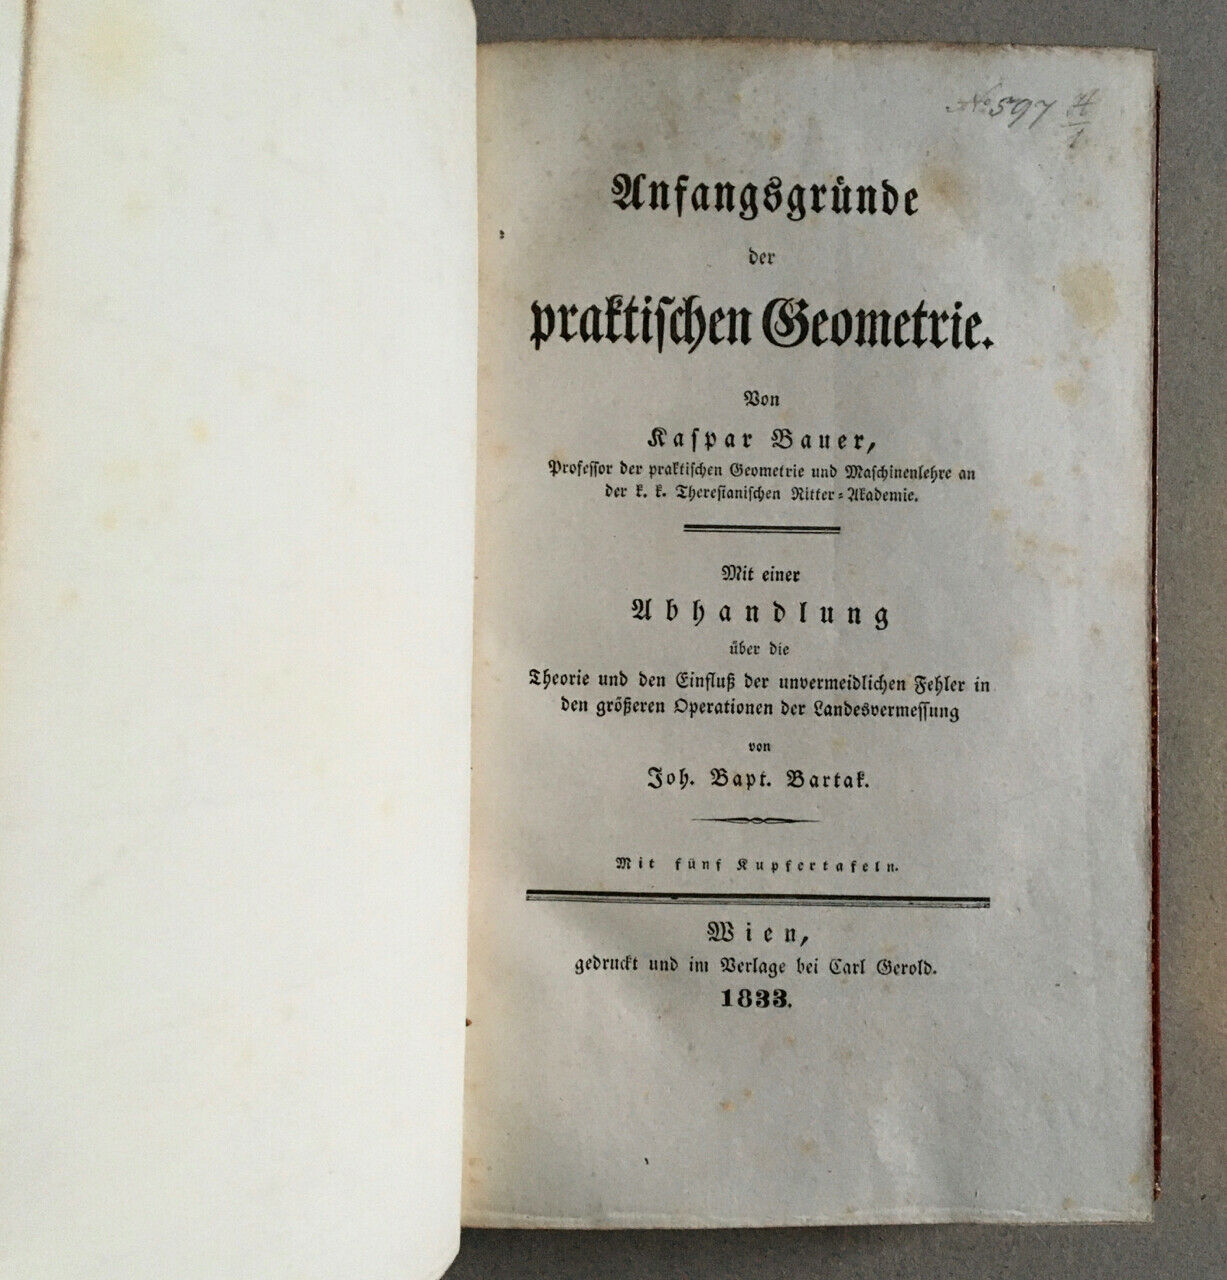 No 597 H/1
Anfangsgründe
der
praktiſchen Geometrie.
Von
Kaſpar Bauer,
Profeſſor der praktiſchen Geometrie und Maſchinenlehre an
der k. k. Thereſianiſchen Ritter-Akademie.
Mit einer
Abhandlung
über die
Theorie und den Einfluß der unvermeidlichen Fehler in
den größeren Operationen der Landesvermeſſung
von
Joh. Bapt. Bartak.
Mit fünf Kupfertafeln.
Wien,
gedruckt und im Verlage bei Carl Gerold.
1833.